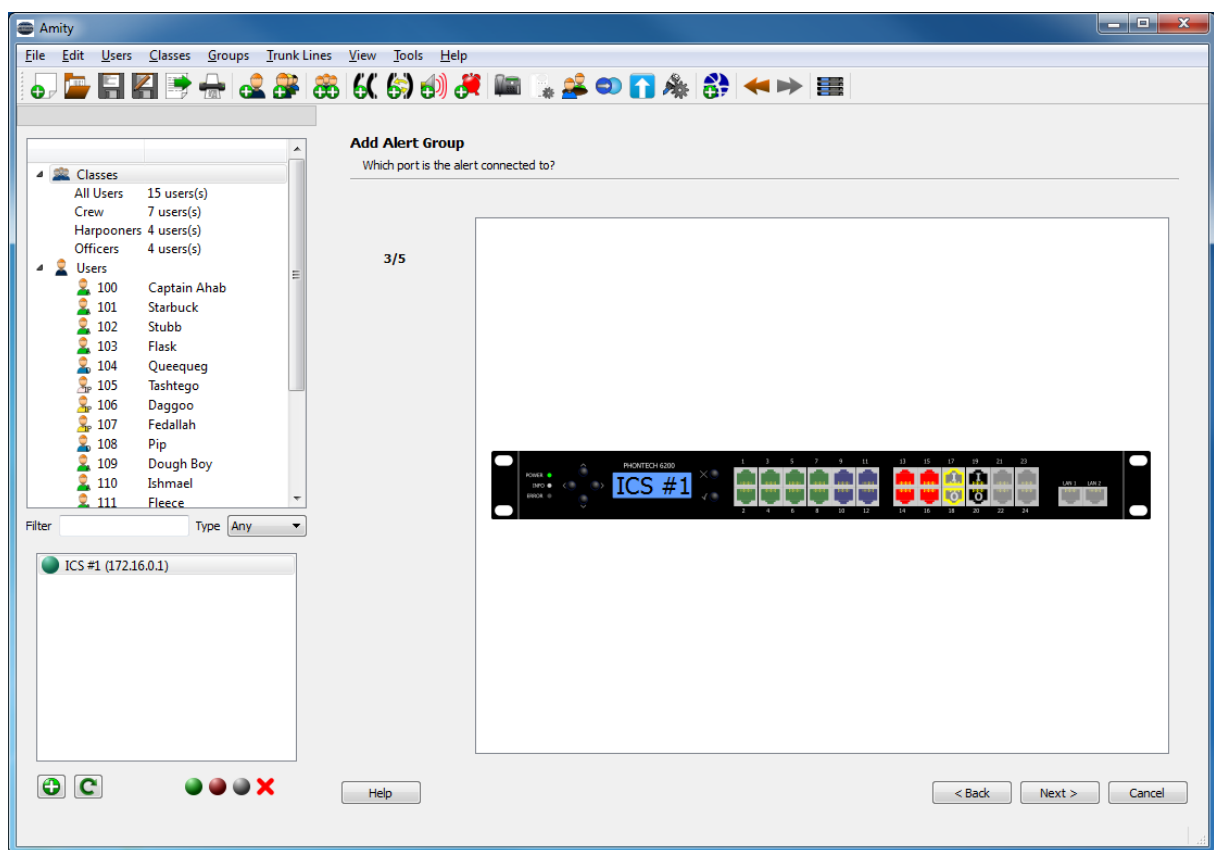 Amity
File Edit Users Classes Groups Trunk Lines View Tools Help
Add Alert Group
Which port is the alert connected to?
Classes
All Users 15 users(s)
Crew 7 users(s)
Harpooners 4 users(s)
Officers 4 users(s)
Users
100 Captain Ahab
101 Starbuck
102 Stubb
103 Flask
104 Queequeg
105 Tashtego
106 Daggoo
107 Fedallah
108 Pip
109 Dough Boy
110 Ishmael
111 Fleece
Filter Type Any
ICS #1 (172.16.0.1)
3/5
PHONTECH 6200
POWER
INFO
ERROR
ICS #1
1 3 5 7 9 11 13 15 17 19 21 23
I I
O O
2 4 6 8 10 12 14 16 18 20 22 24
LAN 1 LAN 2
Help < Back Next > Cancel